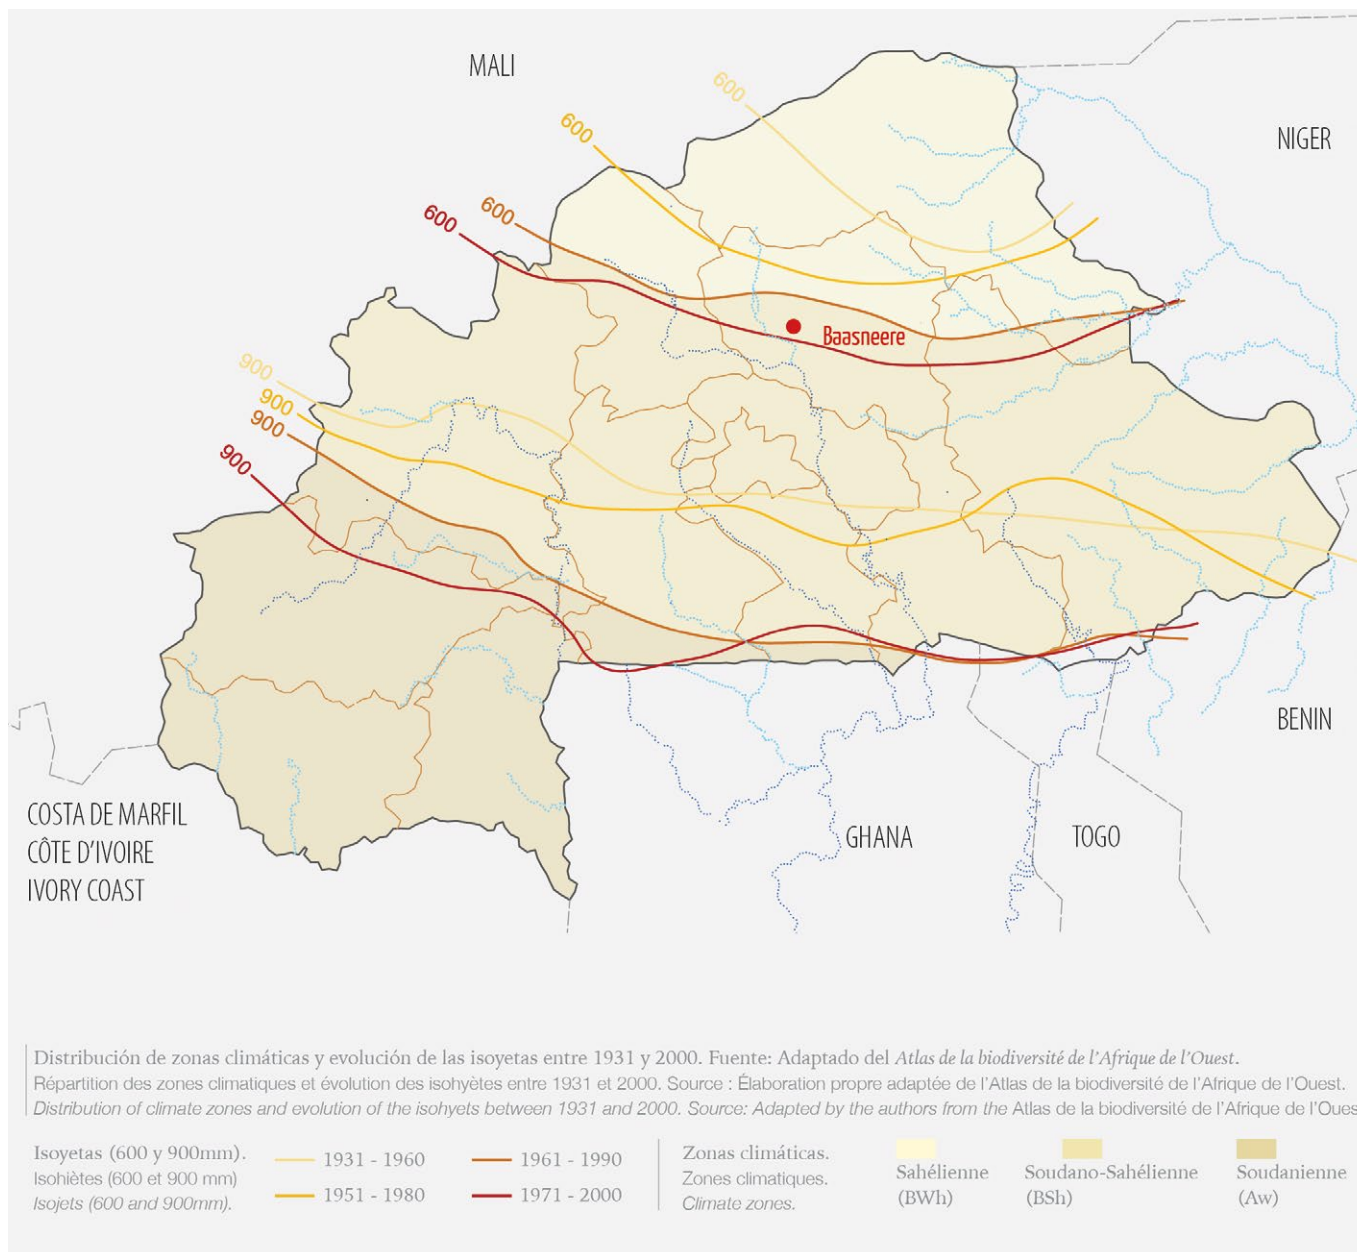 MALI
NIGER
600
600
600
600
Baasneere
900
900
900
900
BENIN
COSTA DE MARFIL
CÔTE D'IVOIRE
IVORY COAST
GHANA
TOGO
Distribución de zonas climáticas y evolución de las isoyetas entre 1931 y 2000. Fuente: Adaptado del Atlas de la biodiversité de l'Afrique de l'Ouest.
Répartition des zones climatiques et évolution des isohyètes entre 1931 et 2000. Source : Élaboration propre adaptée de l'Atlas de la biodiversité de l'Afrique de l'Ouest.
Distribution of climate zones and evolution of the isohyets between 1931 and 2000. Source: Adapted by the authors from the Atlas de la biodiversité de l'Afrique de l'Oues
Isoyetas (600 y 900mm).
Isohiètes (600 et 900 mm)
Isojets (600 and 900mm).
1931 - 1960
1951 - 1980
1961 - 1990
1971 - 2000
Zonas climáticas.
Zones climatiques.
Climate zones.
Sahélienne
(BWh)
Soudano-Sahélienne
(BSh)
Soudanienne
(Aw)